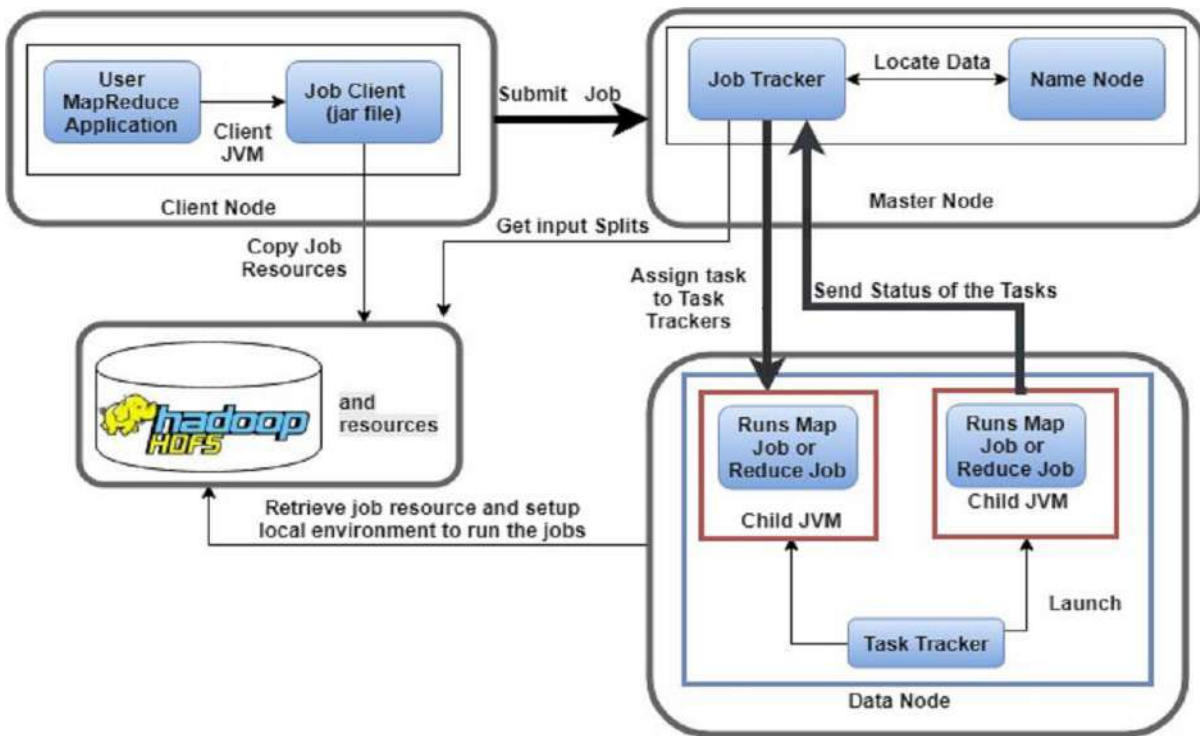 User
MapReduce
Application
Client
JVM
Job Client
(jar file)
Client Node
Submit Job
Job Tracker
Locate Data
Name Node
Master Node
Copy Job
Resources
Get input Splits
Assign task
to Task
Trackers
Send Status of the Tasks
hadoop
HDFS
and
resources
Retrieve job resource and setup
local environment to run the jobs
Runs Map
Job or
Reduce Job
Child JVM
Runs Map
Job or
Reduce Job
Child JVM
Launch
Task Tracker
Data Node